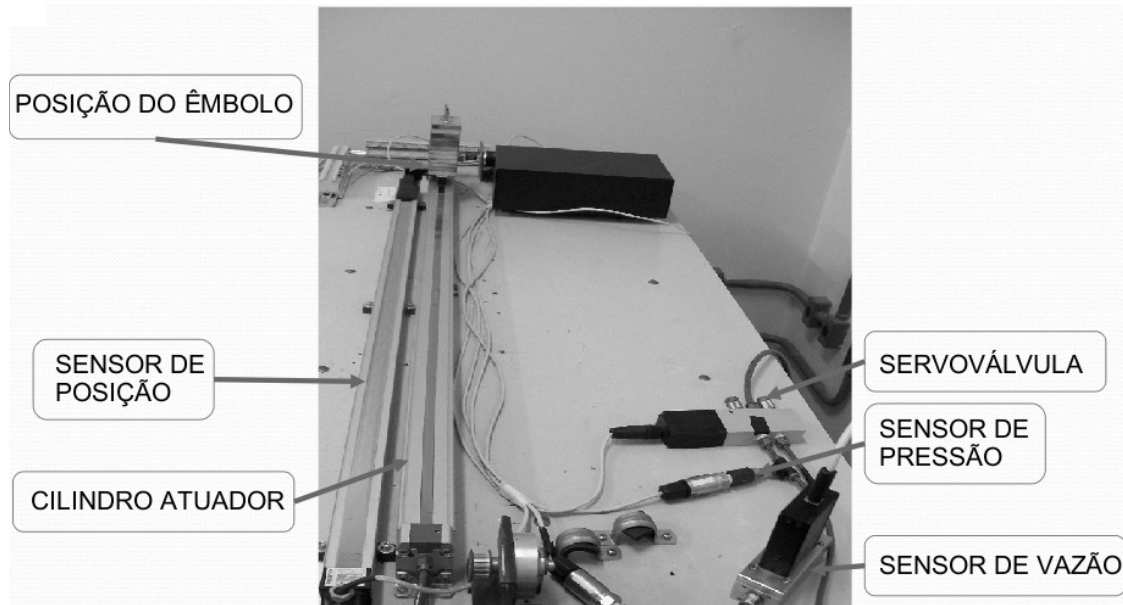 POSIÇÃO DO ÊMBOLO
SENSOR DE
POSIÇÃO
CILINDRO ATUADOR
SERVOVÁLVULA
SENSOR DE
PRESSÃO
SENSOR DE VAZÃO